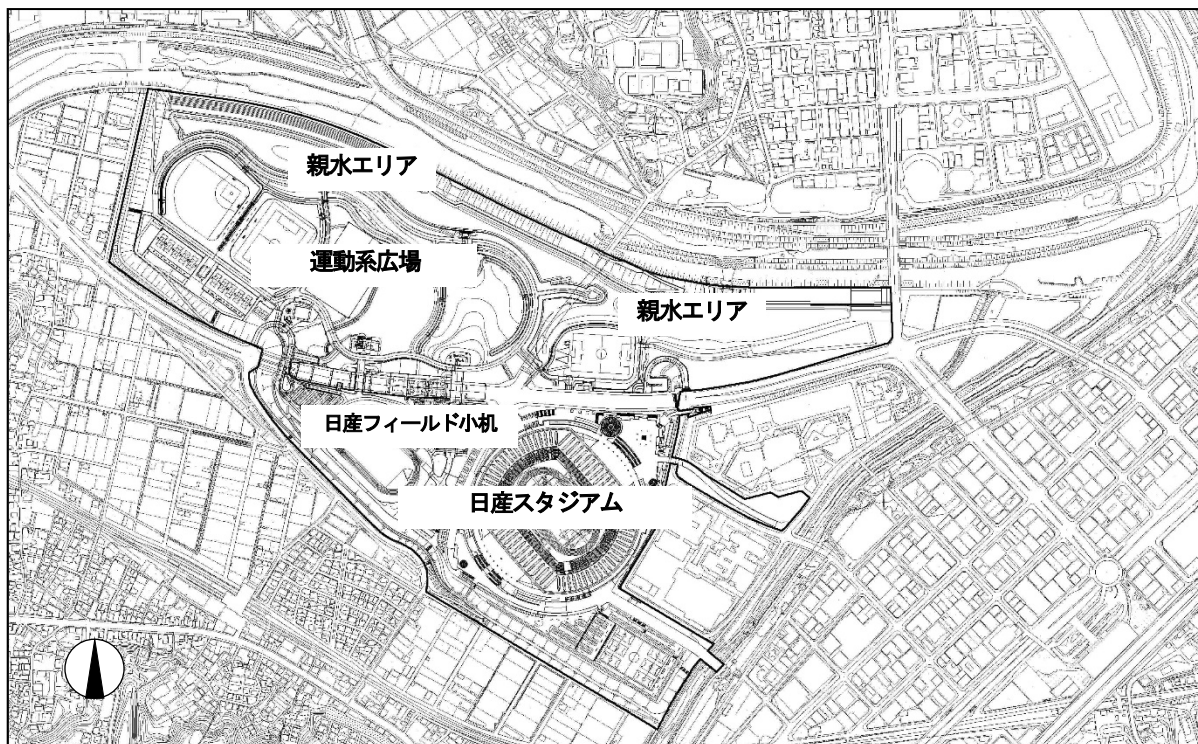 親水エリア
運動系広場
親水エリア
日産フィールド小机
日産スタジアム